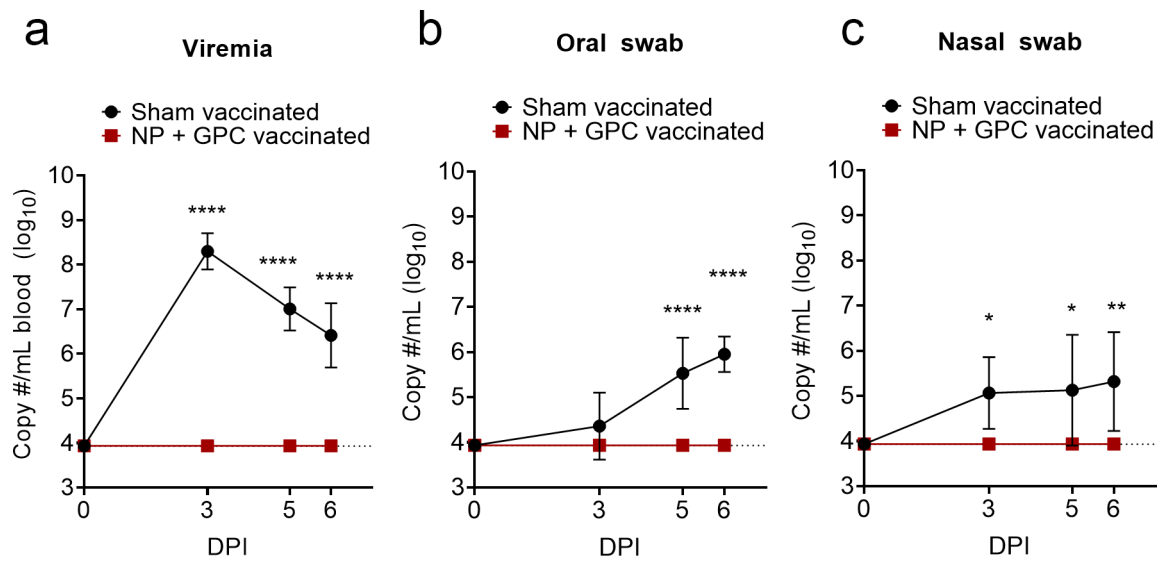 a
Viremia
Sham vaccinated
NP + GPC vaccinated
Copy #/mL blood (log10)
10
9
8
7
6
5
4
3
****
****
****
0
3
5
6
DPI
b
Oral swab
Sham vaccinated
NP + GPC vaccinated
Copy #/mL (log10)
10
9
8
7
6
5
4
3
****
****
0
3
5
6
DPI
c
Nasal swab
Sham vaccinated
NP + GPC vaccinated
Copy #/mL (log10)
10
9
8
7
6
5
4
3
*
*
**
0
3
5
6
DPI